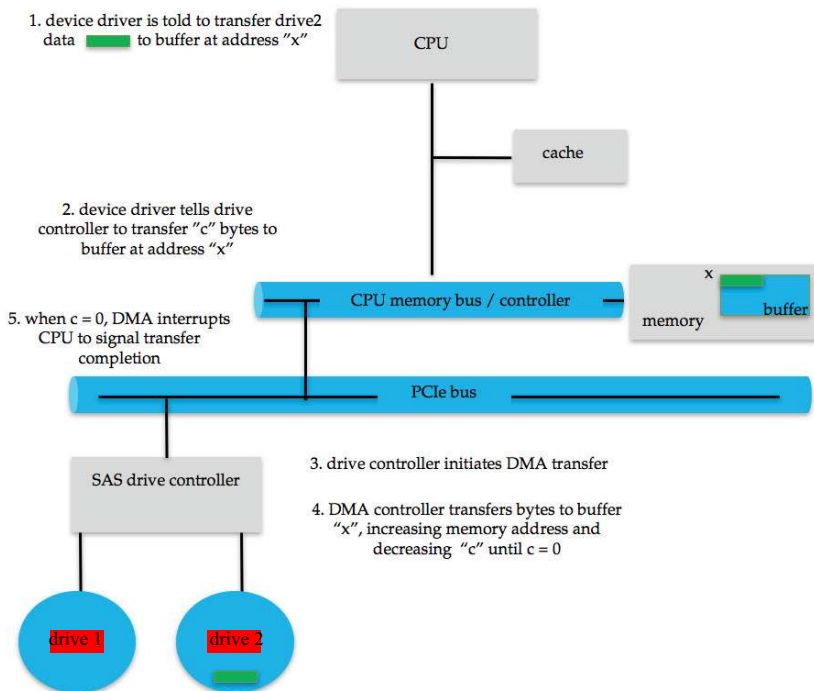 1. device driver is told to transfer drive2
data to buffer at address "x"
CPU
cache
2. device driver tells drive
controller to transfer "c" bytes to
buffer at address "x"
x
CPU memory bus / controller
buffer
memory
5. when c = 0, DMA interrupts
CPU to signal transfer
completion
PCIe bus
SAS drive controller
3. drive controller initiates DMA transfer
4. DMA controller transfers bytes to buffer
"x", increasing memory address and
decreasing "c" until c = 0
drive 1
drive 2